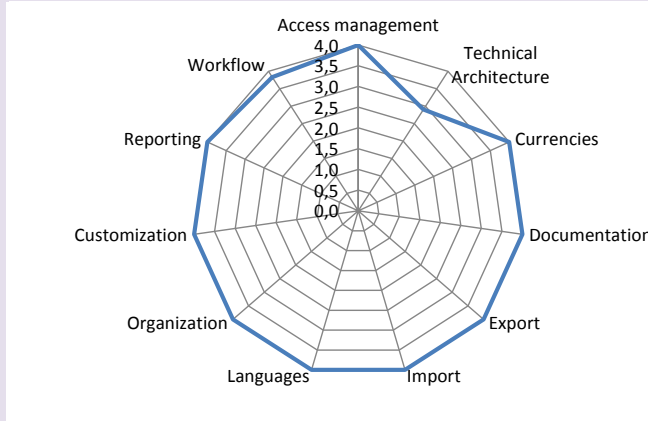 Access management
Technical
Architecture
Currencies
Documentation
Export
Import
Languages
Organization
Customization
Reporting
Workflow
4,0
3,5
3,0
2,5
2,0
1,5
1,0
0,5
0,0